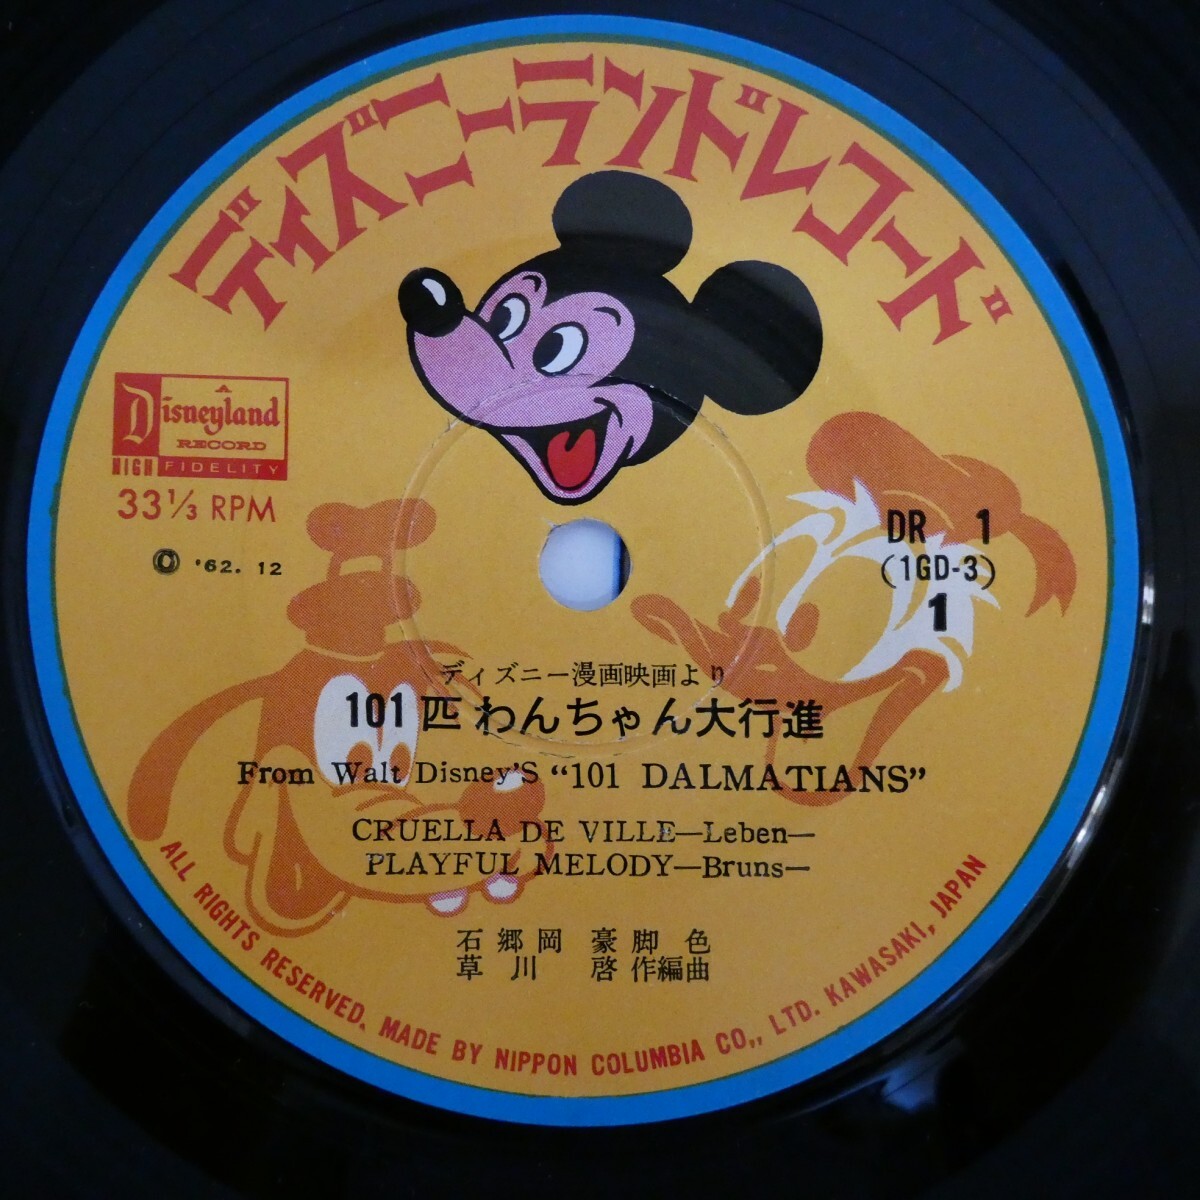 ディズニーランドレコード
A
Disneyland
RECORD
HIGH FIDELITY
33 1/3 RPM
Ⓞ '62. 12
DR 1
(1GD-3)
1
ディズニー漫画映画より
101匹わんちゃん大行進
From Walt Disney'S "101 DALMATIANS"
CRUELLA DE VILLE—Leben—
PLAYFUL MELODY—Bruns—
石郷岡 豪脚色
草川 啓作編曲
ALL RIGHTS RESERVED. MADE BY NIPPON COLUMBIA CO,, LTD. KAWASAKI, JAPAN